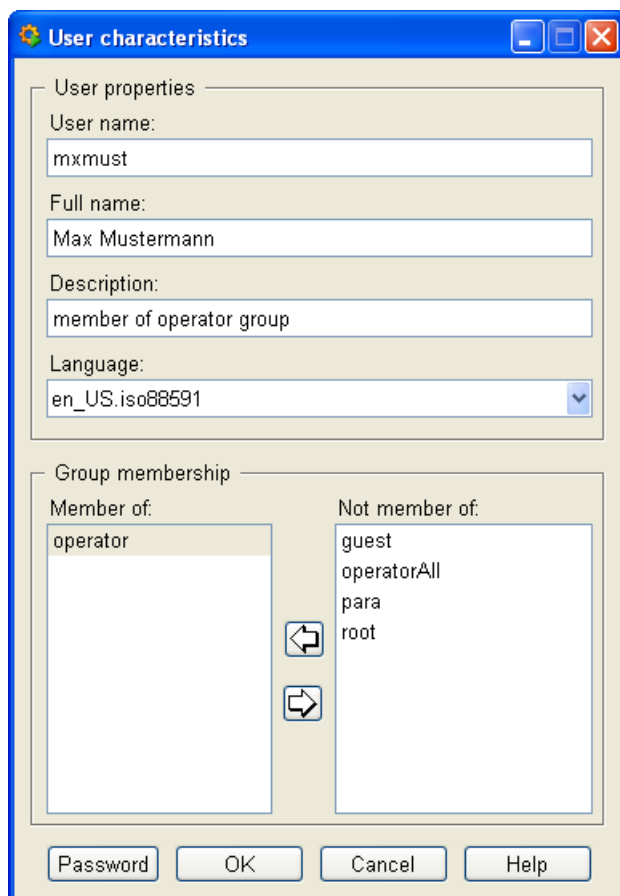 User characteristics
User properties
User name:
mxmust
Full name:
Max Mustermann
Description:
member of operator group
Language:
en_US.iso88591
Group membership
Member of:
operator
Not member of:
guest
operatorAll
para
root
Password OK Cancel Help